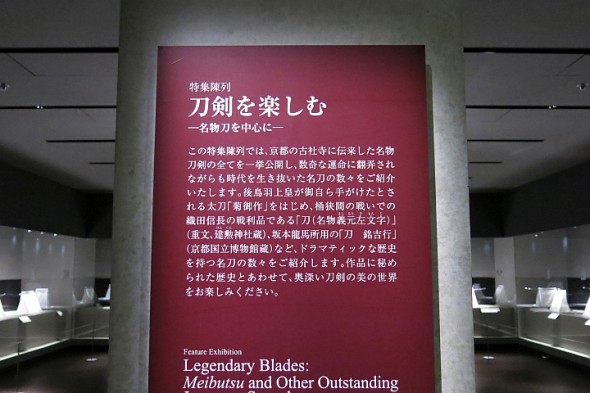 特集陳列
刀剣を楽しむ
―名物刀を中心に―
この特集陳列では、京都の古社寺に伝来した名物
刀剣の全てを一挙公開し、数奇な運命に翻弄され
ながらも時代を生き抜いた名刀の数々をご紹介
いたします。後鳥羽上皇が御自ら手がけたとさ
れる太刀「菊御作」をはじめ、桶狭間の戦いでの
織田信長の戦利品である「刀(名物義元左文字)」
(重文、建勲神社蔵)、坂本龍馬所用の「刀 銘吉行」
(京都国立博物館蔵)など、ドラマティックな歴史
を持つ名刀の数々をご紹介します。作品に秘め
られた歴史とあわせて、奥深い刀剣の美の世界
をお楽しみください。
Feature Exhibition
Legendary Blades:
Meibutsu and Other Outstanding